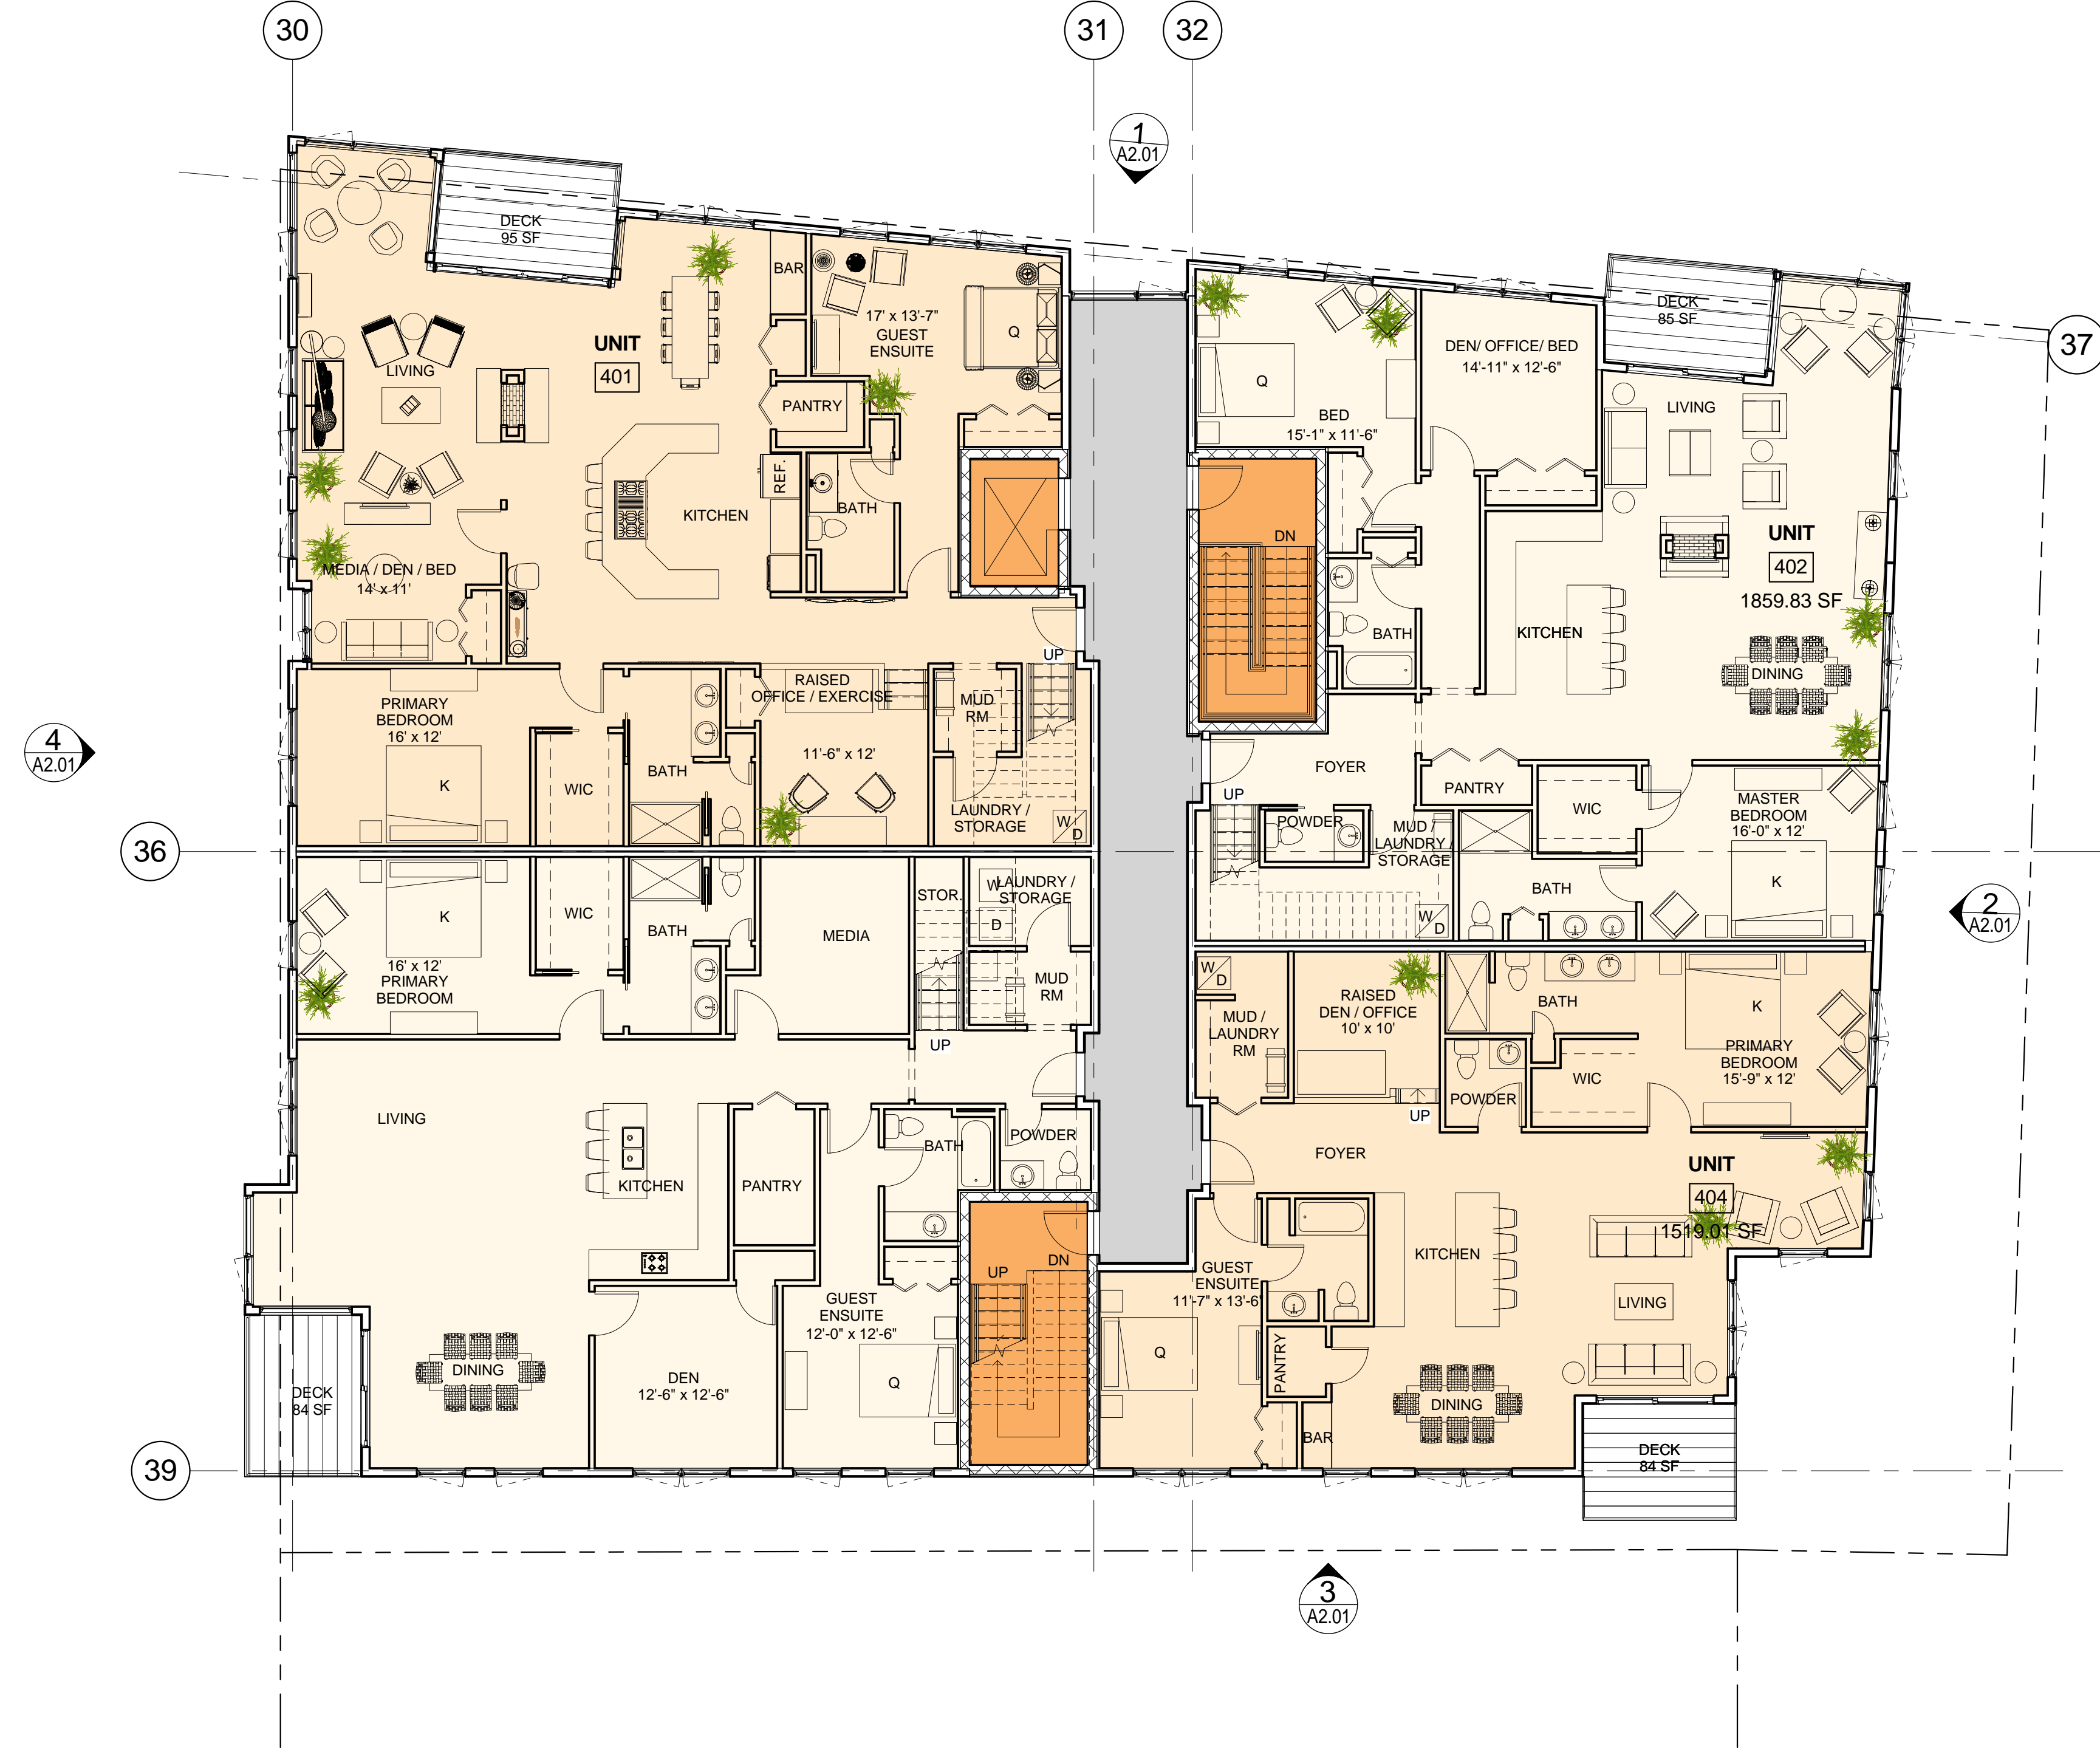 30
31
32
1
A2.01
37
DECK
95 SF
BAR
17' x 13'-7"
GUEST
ENSUITE
Q
UNIT
401
LIVING
PANTRY
REF.
KITCHEN
BATH
MEDIA / DEN / BED
14' x 11'
UP
PRIMARY
BEDROOM
16' x 12'
K
WIC
BATH
RAISED
OFFICE / EXERCISE
11'-6" x 12'
MUD
RM
LAUNDRY /
STORAGE
W
D
4
A2.01
36
Q
BED
15'-1" x 11'-6"
DEN/ OFFICE/ BED
14'-11" x 12'-6"
DECK
85 SF
LIVING
UNIT
402
1859.83 SF
DN
KITCHEN
BATH
DINING
FOYER
UP
POWDER
MUD /
LAUNDRY /
STORAGE
W
D
PANTRY
WIC
MASTER
BEDROOM
16'-0" x 12'
K
BATH
2
A2.01
K
16' x 12'
PRIMARY
BEDROOM
WIC
BATH
MEDIA
STOR.
W
D
LAUNDRY /
STORAGE
MUD
RM
UP
LIVING
KITCHEN
PANTRY
BATH
POWDER
GUEST
ENSUITE
12'-0" x 12'-6"
Q
UP
DN
DEN
12'-6" x 12'-6"
DINING
DECK
84 SF
39
W
D
MUD /
LAUNDRY
RM
RAISED
DEN / OFFICE
10' x 10'
UP
BATH
POWDER
WIC
K
PRIMARY
BEDROOM
15'-9" x 12'
FOYER
UNIT
404
1519.01 SF
GUEST
ENSUITE
11'-7" x 13'-6"
Q
PANTRY
BAR
KITCHEN
LIVING
DINING
DECK
84 SF
3
A2.01